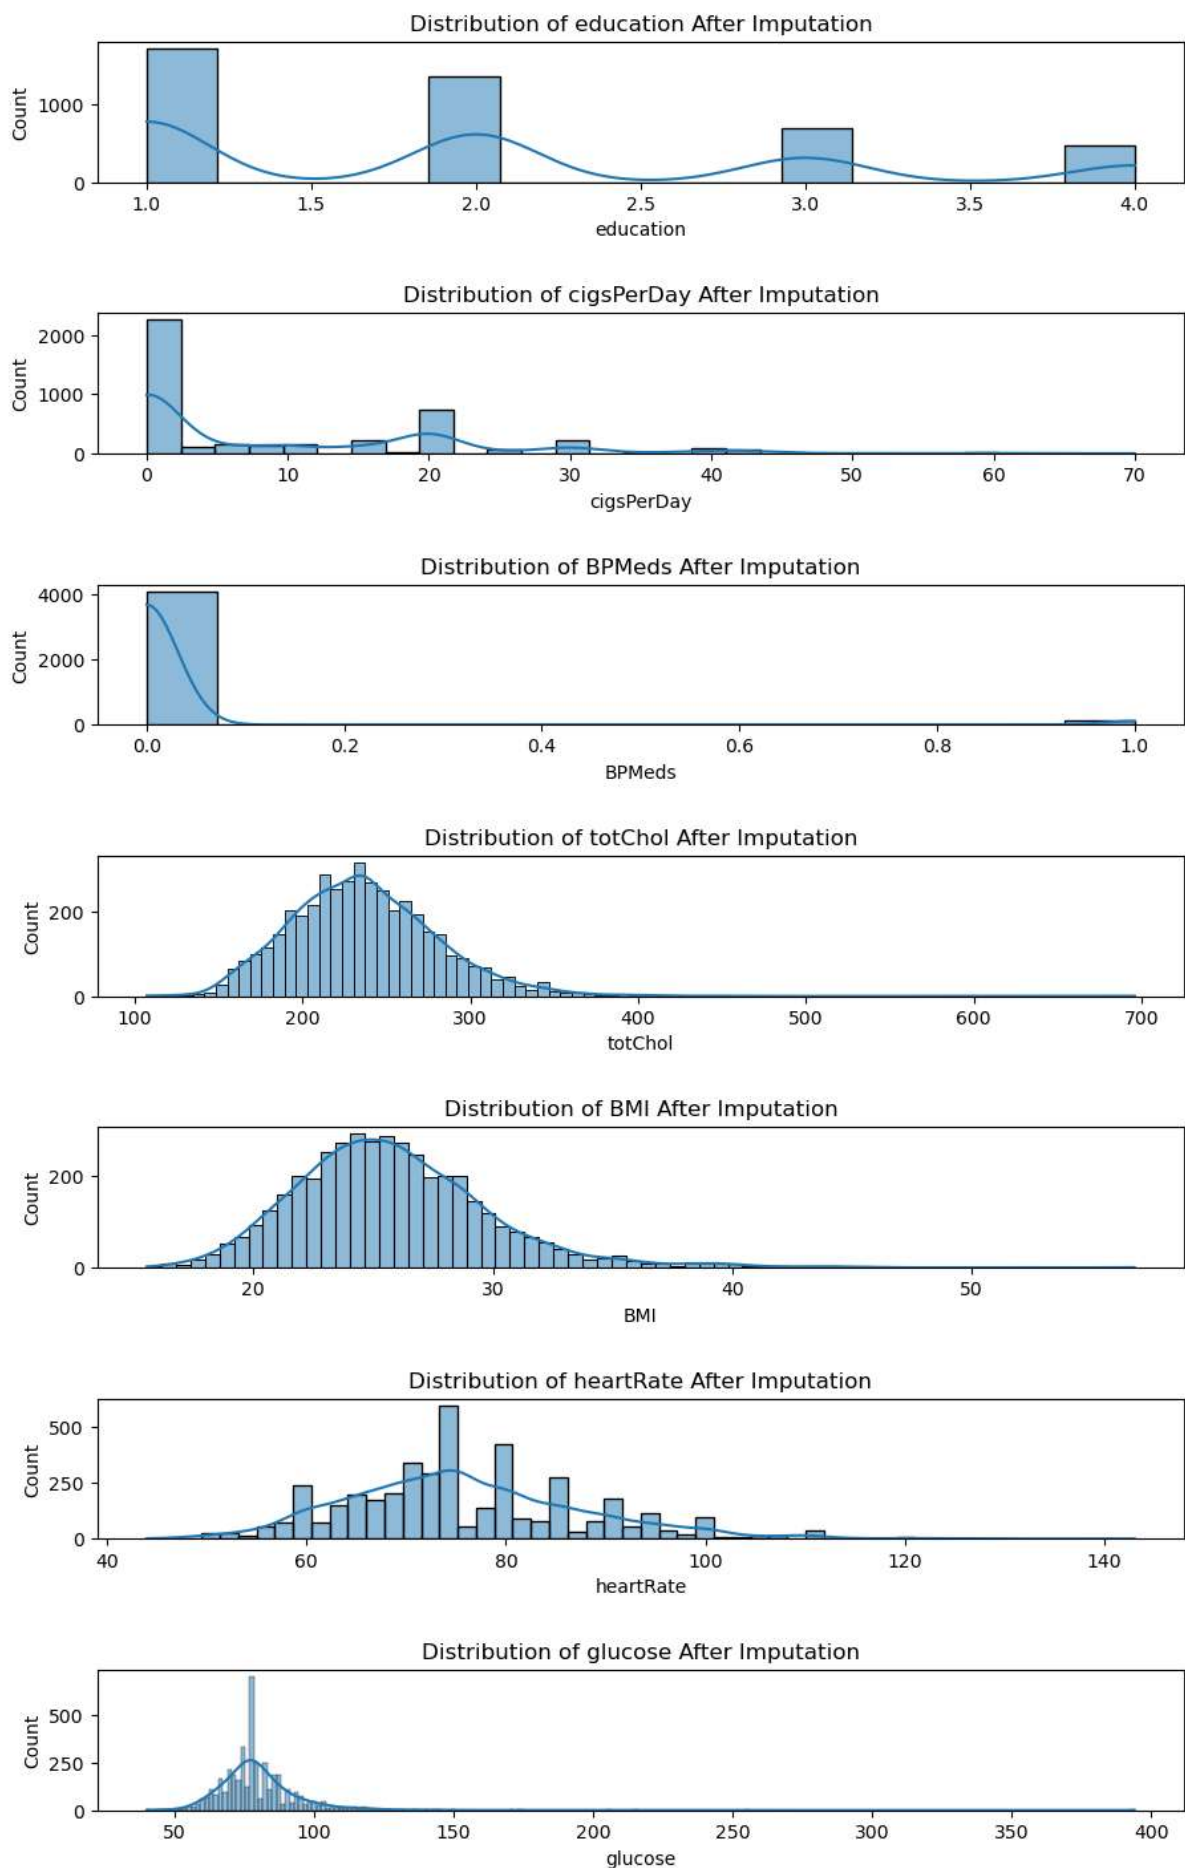 Distribution of education After Imputation
Count
1000
0
1.0 1.5 2.0 2.5 3.0 3.5 4.0
education
Distribution of cigsPerDay After Imputation
Count
2000
1000
0
0 10 20 30 40 50 60 70
cigsPerDay
Distribution of BPMeds After Imputation
Count
4000
2000
0
0.0 0.2 0.4 0.6 0.8 1.0
BPMeds
Distribution of totChol After Imputation
Count
200
0
100 200 300 400 500 600 700
totChol
Distribution of BMI After Imputation
Count
200
0
20 30 40 50
BMI
Distribution of heartRate After Imputation
Count
500
250
0
40 60 80 100 120 140
heartRate
Distribution of glucose After Imputation
Count
500
250
0
50 100 150 200 250 300 350 400
glucose